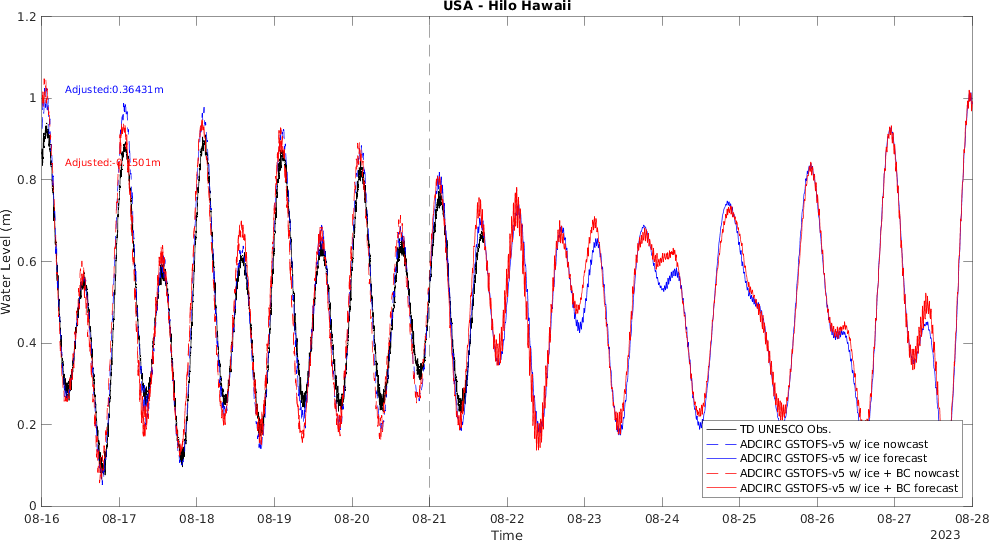 USA - Hilo Hawaii
1.2
1
0.8
0.6
0.4
0.2
0
Water Level (m)
Adjusted:0.36431m
Adjusted:-0.1501m
TD UNESCO Obs.
ADCIRC GSTOFS-v5 w/ ice nowcast
ADCIRC GSTOFS-v5 w/ ice forecast
ADCIRC GSTOFS-v5 w/ ice + BC nowcast
ADCIRC GSTOFS-v5 w/ ice + BC forecast
08-16 08-17 08-18 08-19 08-20 08-21 08-22 08-23 08-24 08-25 08-26 08-27 08-28
Time
2023